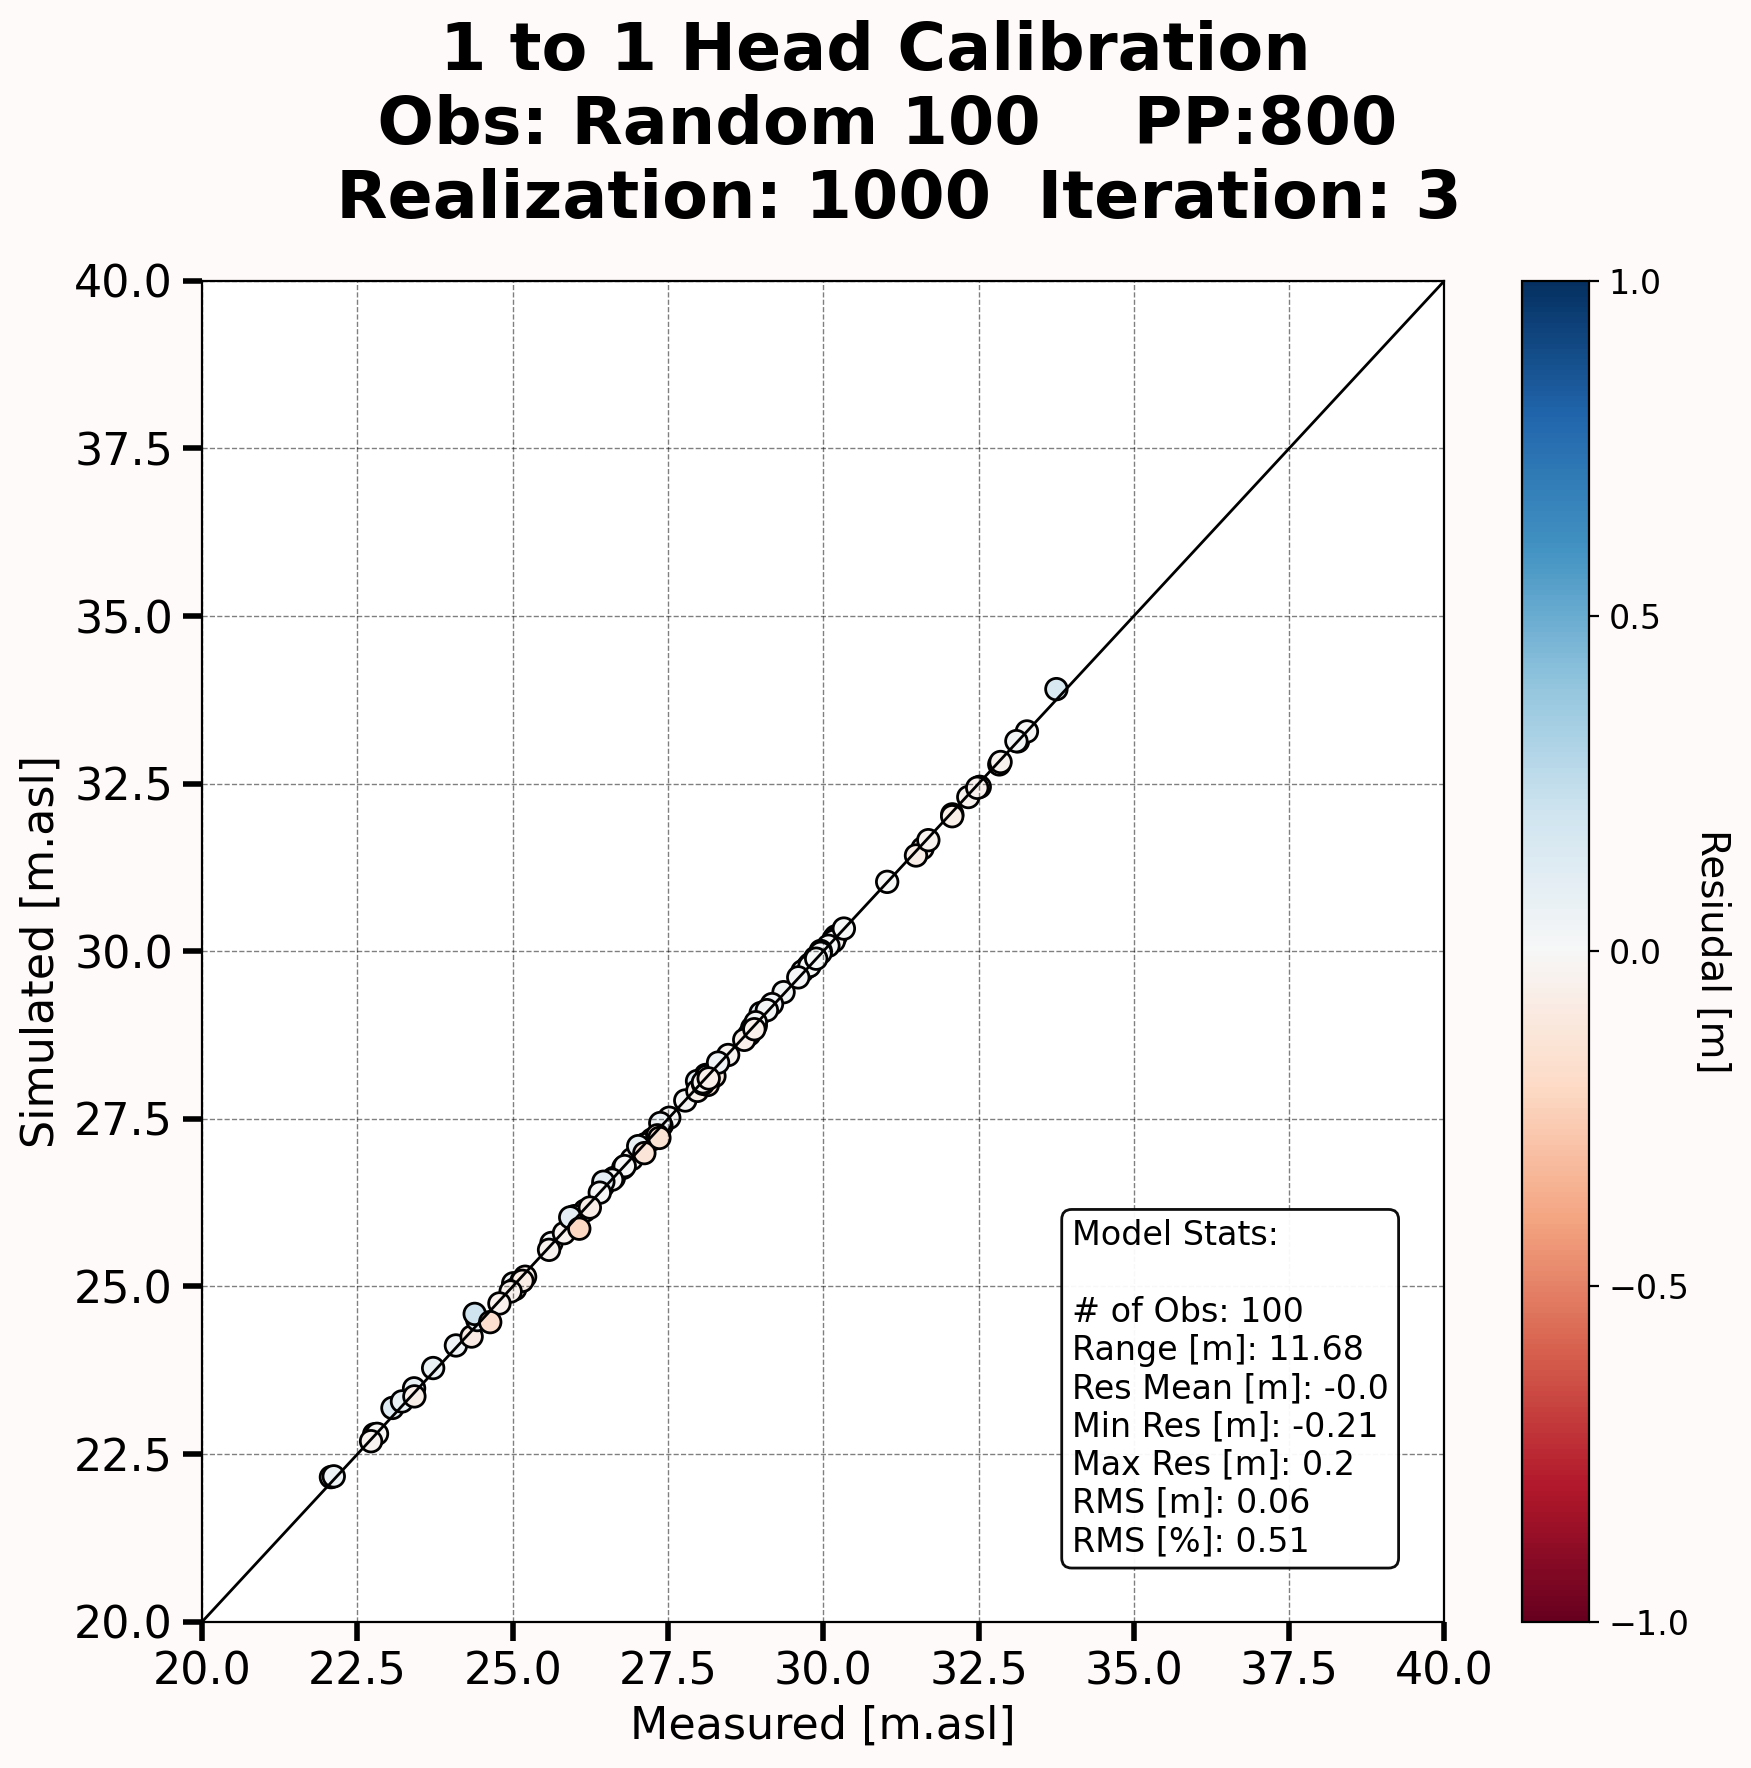 1 to 1 Head Calibration
Obs: Random 100    PP:800
Realization: 1000  Iteration: 3
40.0
37.5
35.0
32.5
30.0
27.5
25.0
22.5
20.0
Simulated [m.asl]
20.0 22.5 25.0 27.5 30.0 32.5 35.0 37.5 40.0
Measured [m.asl]
Model Stats:
# of Obs: 100
Range [m]: 11.68
Res Mean [m]: -0.0
Min Res [m]: -0.21
Max Res [m]: 0.2
RMS [m]: 0.06
RMS [%]: 0.51
1.0
0.5
0.0
−0.5
−1.0
Resiudal [m]